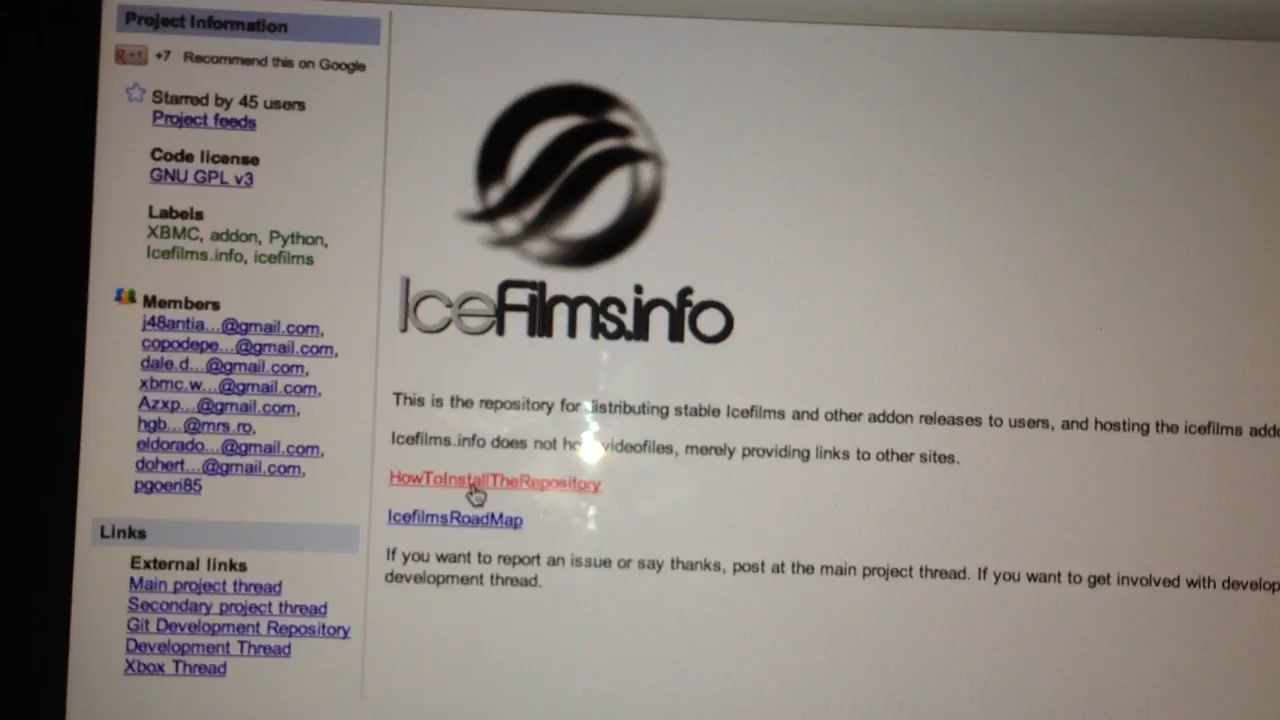 Project Information
+7 Recommend this on Google
Starred by 45 users
Project feeds
Code license
GNU GPL v3
Labels
XBMC, addon, Python,
Icefilms.info, icefilms
Members
j48antia...@gmail.com,
copodepe...@gmail.com,
dale.d...@gmail.com,
xbmc.w...@gmail.com,
Azxp...@gmail.com,
hgb...@mrs.ro,
eldorado...@gmail.com,
dohert...@gmail.com,
pgoeri85
Links
External links
Main project thread
Secondary project thread
Git Development Repository
Development Thread
Xbox Thread
IceFilms.info
This is the repository for distributing stable Icefilms and other addon releases to users, and hosting the icefilms addo
Icefilms.info does not videofiles, merely providing links to other sites.
HowToInstallTheRepository
IcefilmsRoadMap
If you want to report an issue or say thanks, post at the main project thread. If you want to get involved with develop
development thread.